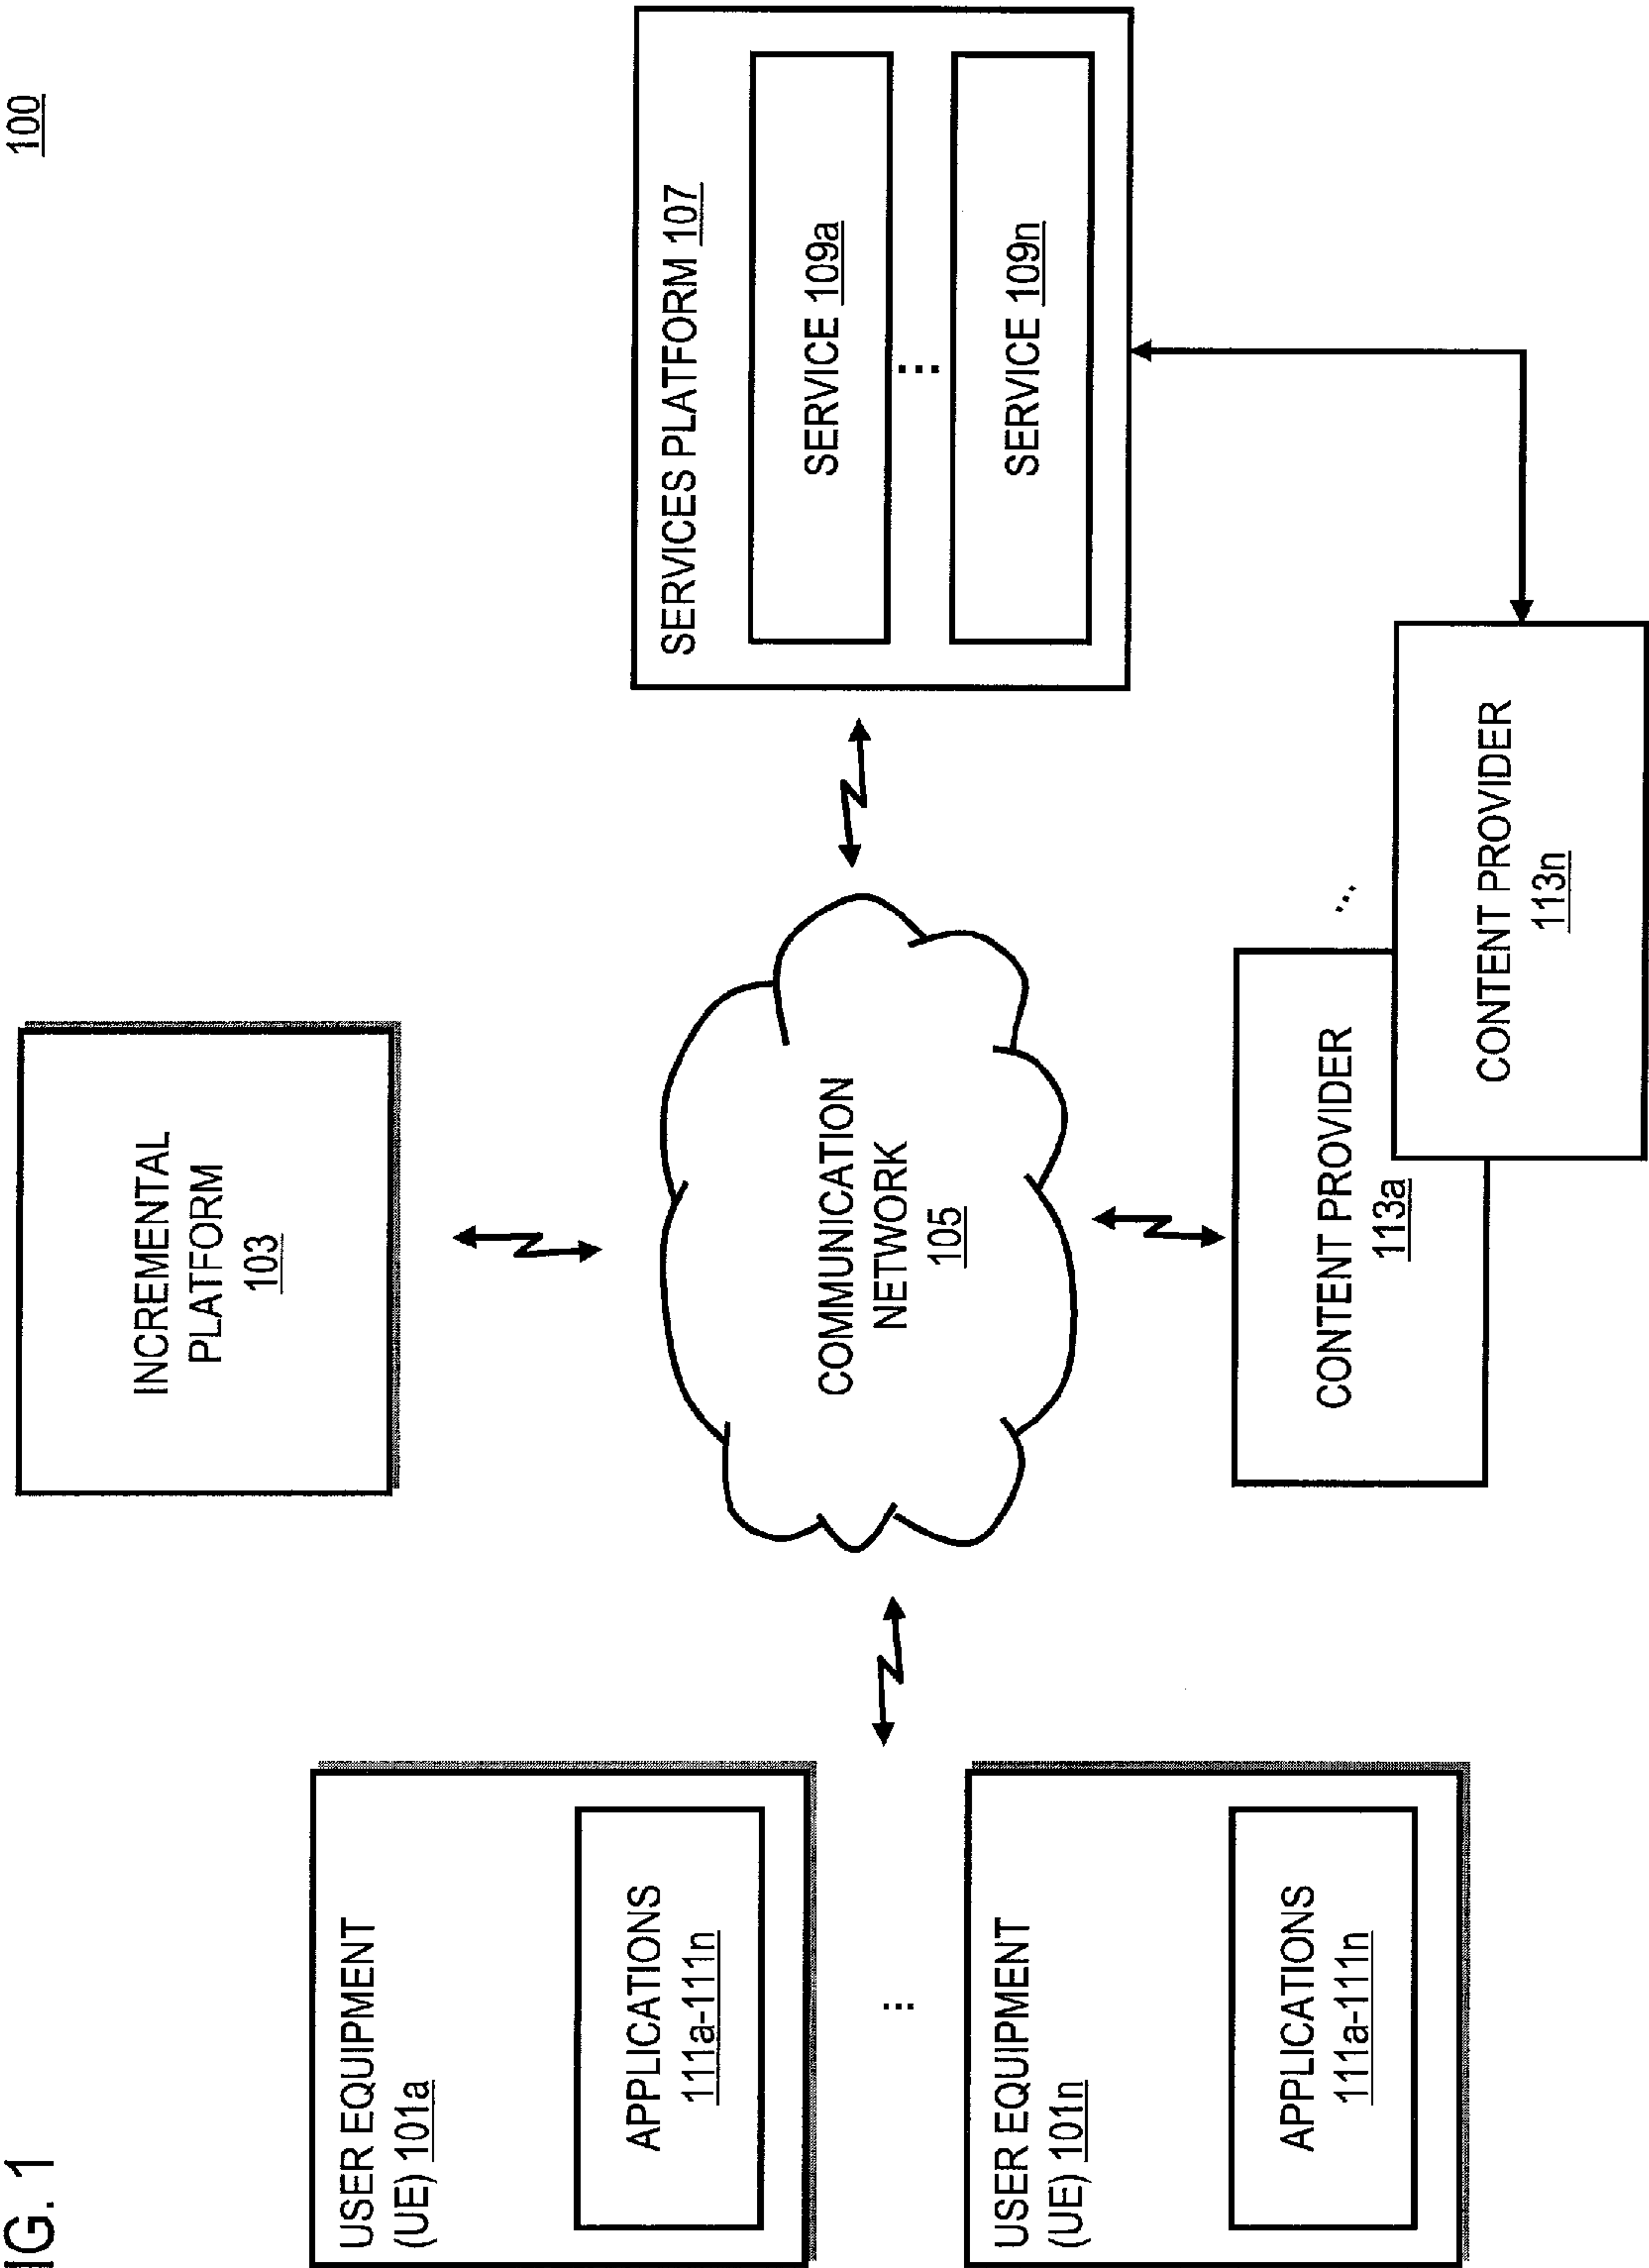 IG. 1
100
INCREMENTAL
PLATFORM
103
USER EQUIPMENT
(UE) 101a
APPLICATIONS
111a-111n
...
USER EQUIPMENT
(UE) 101n
APPLICATIONS
111a-111n
COMMUNICATION
NETWORK
105
SERVICES PLATFORM 107
SERVICE 109a
...
SERVICE 109n
CONTENT PROVIDER
113a
...
CONTENT PROVIDER
113n